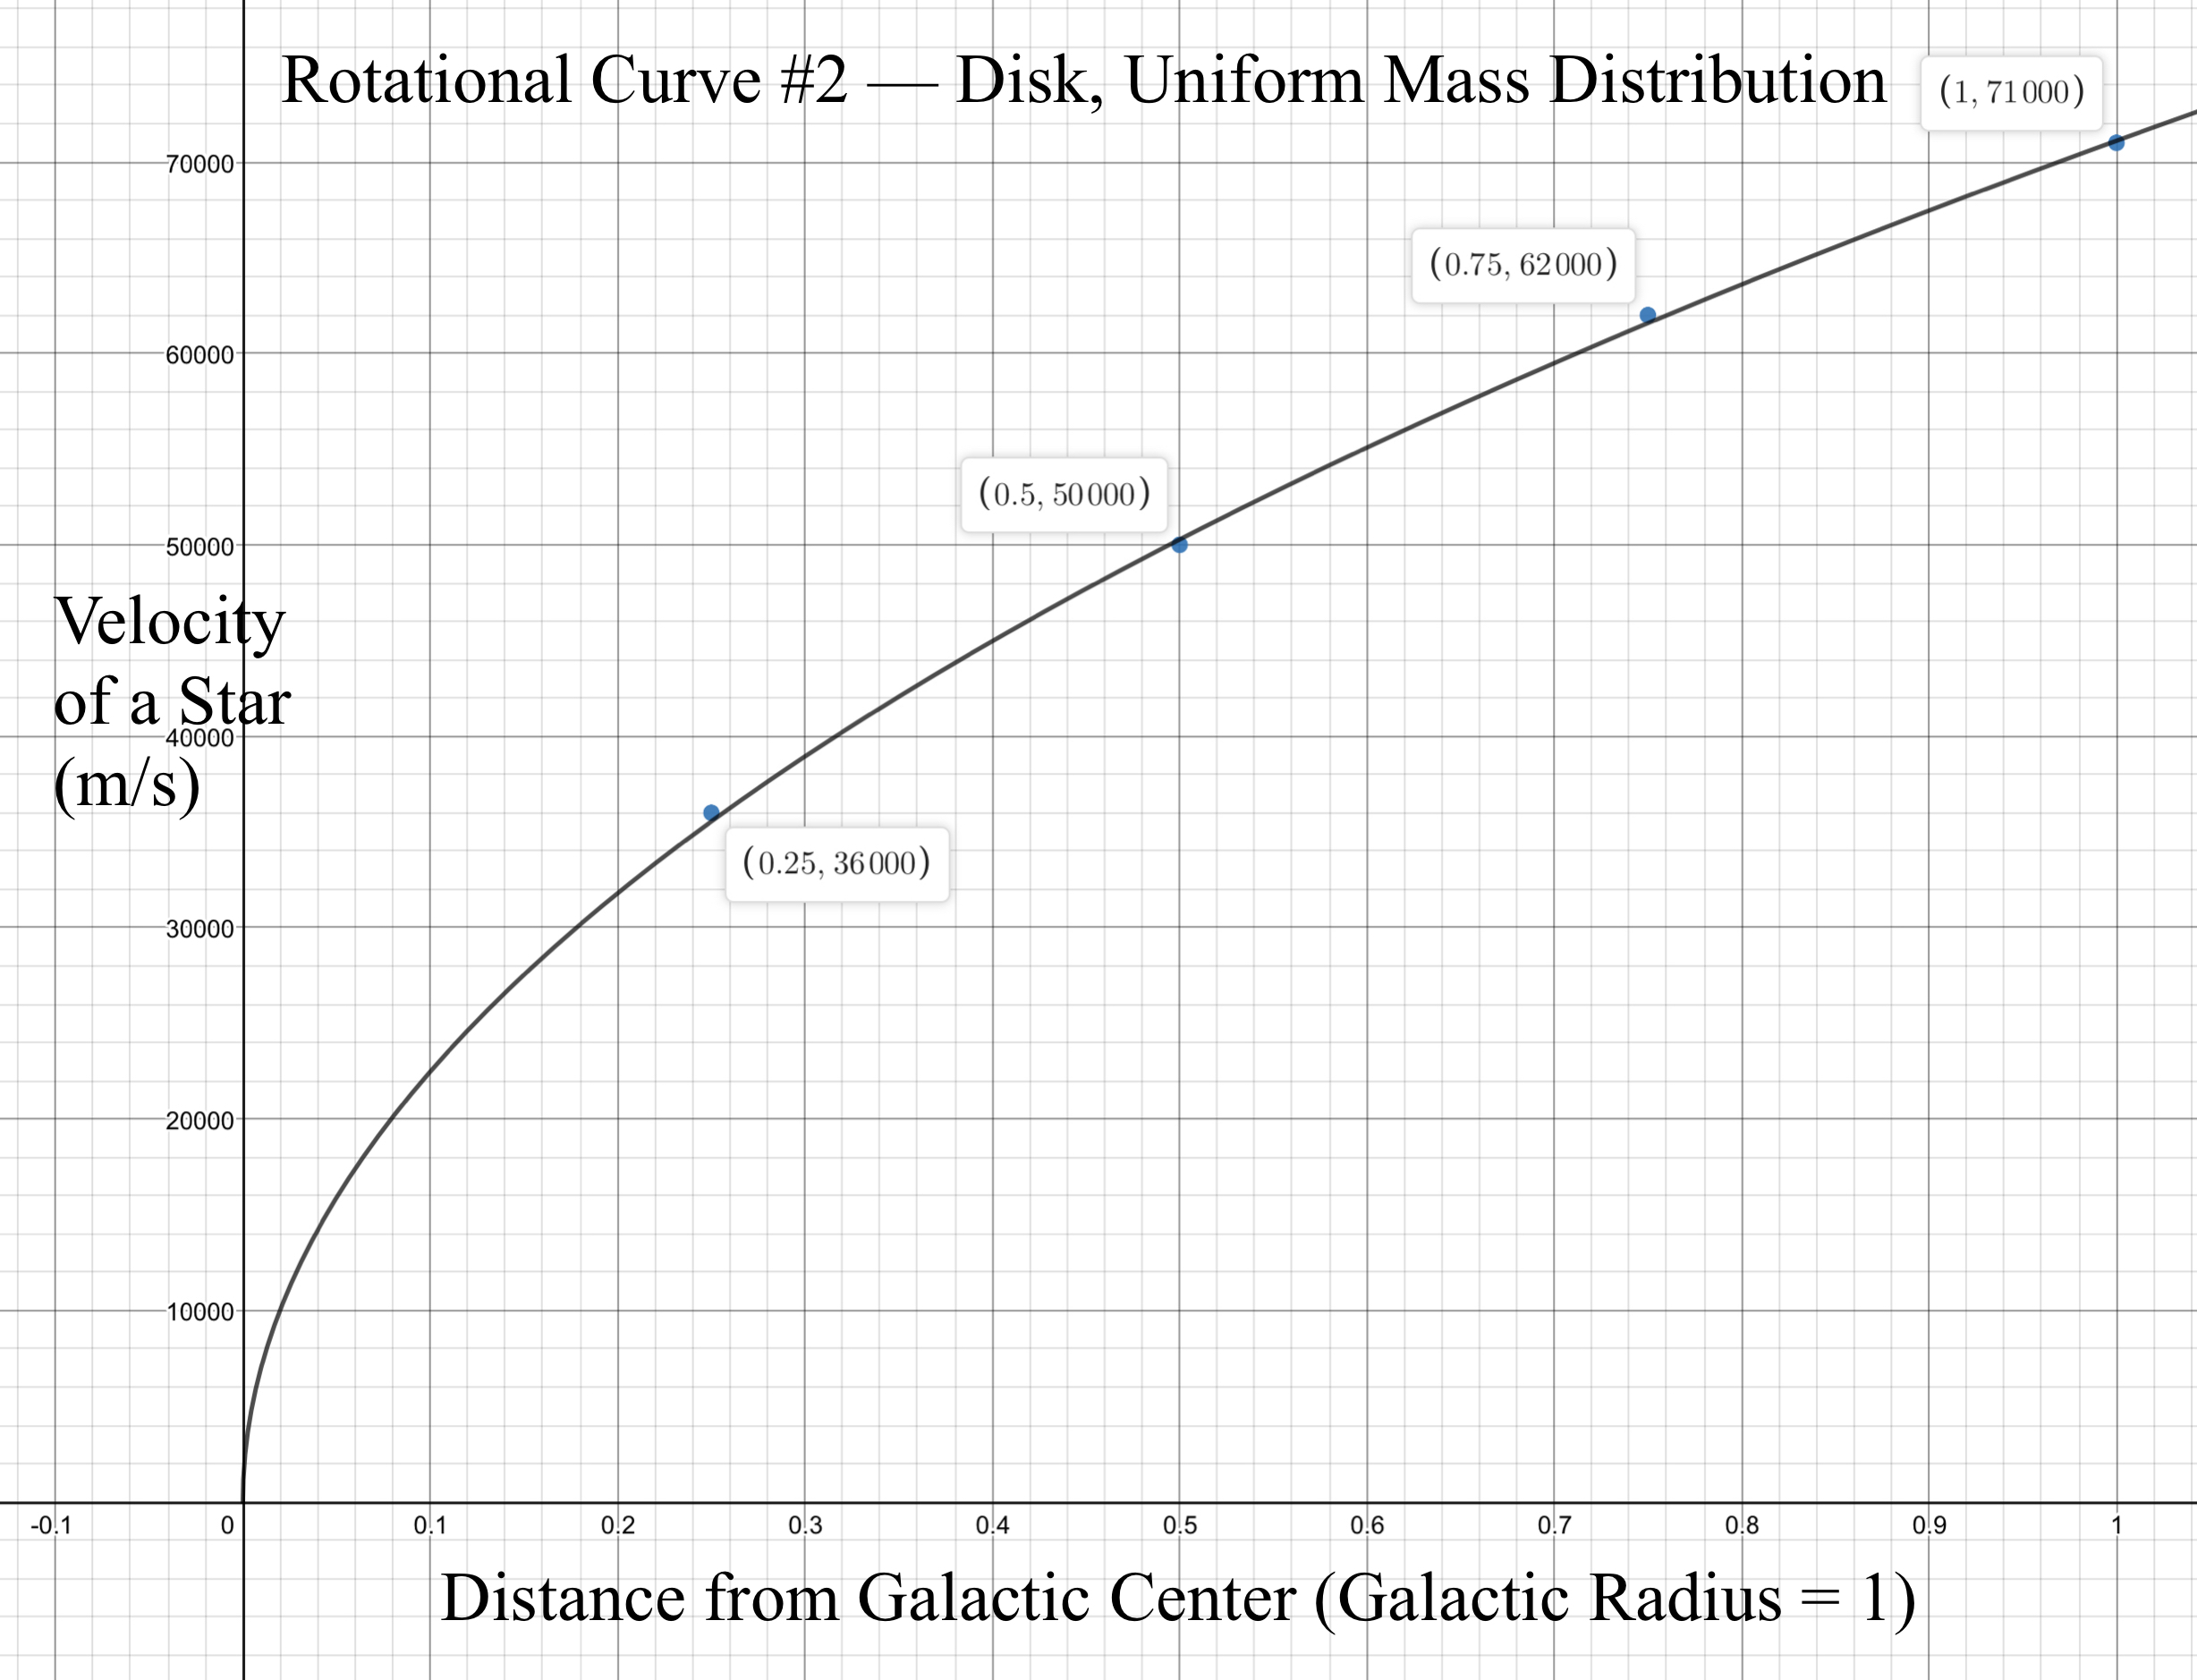 Rotational Curve #2 — Disk, Uniform Mass Distribution
(1, 71000)
70000
(0.75, 62000)
60000
(0.5, 50000)
50000
Velocity
of a Star
40000
(m/s)
(0.25, 36000)
30000
20000
10000
-0.1 0 0.1 0.2 0.3 0.4 0.5 0.6 0.7 0.8 0.9 1
Distance from Galactic Center (Galactic Radius = 1)